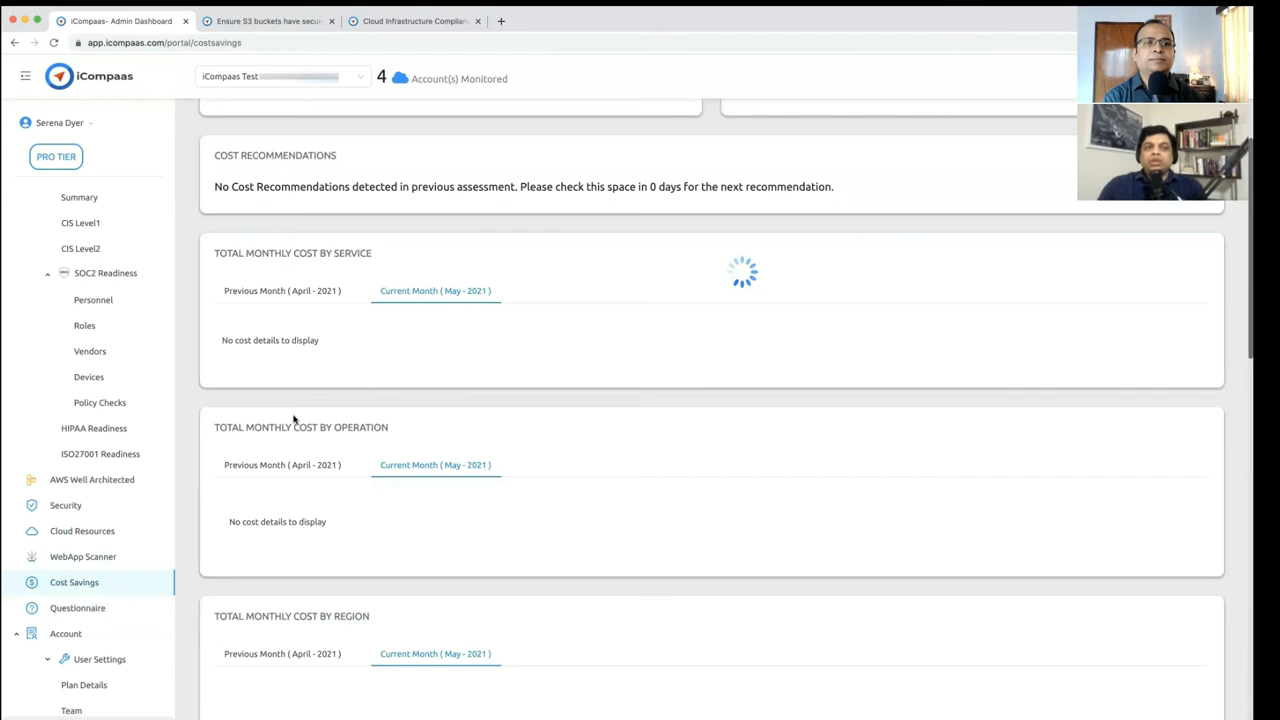 iCompaas- Admin Dashboard
Ensure S3 buckets have secur
Cloud Infrastructure Complian
app.icompaas.com/portal/costsavings
iCompaas
iCompaas Test
4 Account(s) Monitored
Serena Dyer
PRO TIER
Summary
CIS Level1
CIS Level2
SOC2 Readiness
Personnel
Roles
Vendors
Devices
Policy Checks
HIPAA Readiness
ISO27001 Readiness
AWS Well Architected
Security
Cloud Resources
WebApp Scanner
Cost Savings
Questionnaire
Account
User Settings
Plan Details
Team
COST RECOMMENDATIONS
No Cost Recommendations detected in previous assessment. Please check this space in 0 days for the next recommendation.
TOTAL MONTHLY COST BY SERVICE
Previous Month ( April - 2021 )
Current Month ( May - 2021 )
No cost details to display
TOTAL MONTHLY COST BY OPERATION
Previous Month ( April - 2021 )
Current Month ( May - 2021 )
No cost details to display
TOTAL MONTHLY COST BY REGION
Previous Month ( April - 2021 )
Current Month ( May - 2021 )